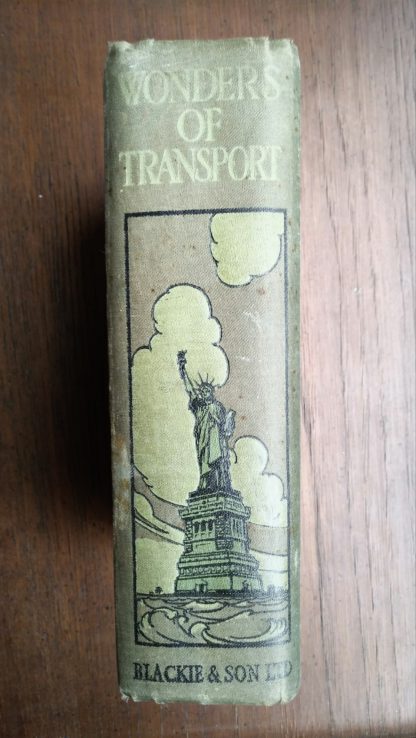 WONDERS
OF
TRANSPORT
BLACKIE & SON LTD